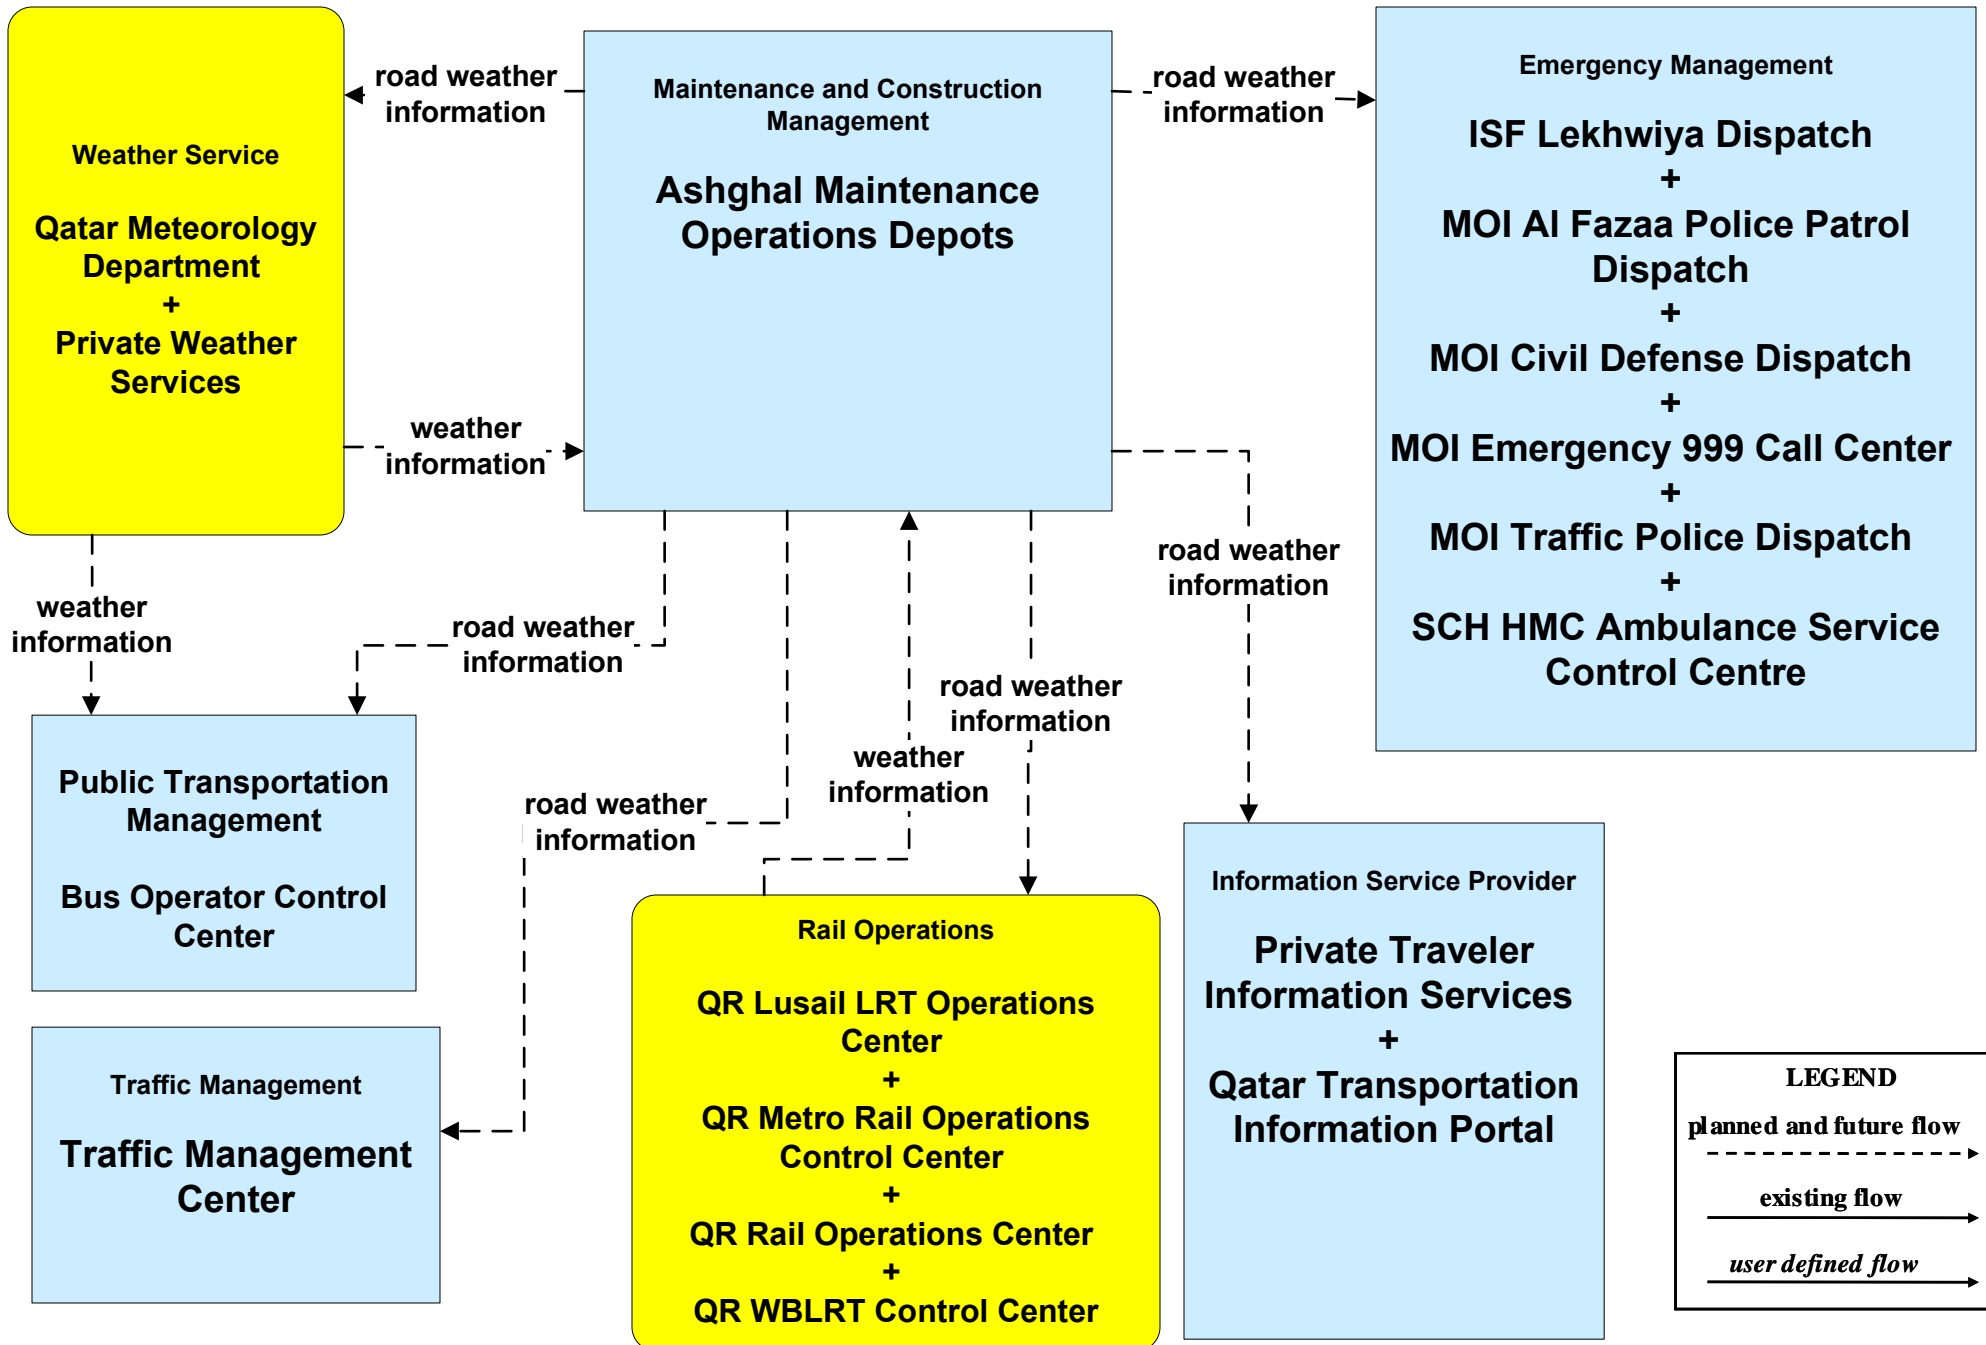 Weather Service
Qatar Meteorology
Department
+
Private Weather
Services
road weather
information
Maintenance and Construction
Management
Ashghal Maintenance
Operations Depots
road weather
information
Emergency Management
ISF Lekhwiya Dispatch
+
MOI Al Fazaa Police Patrol
Dispatch
+
MOI Civil Defense Dispatch
+
MOI Emergency 999 Call Center
+
MOI Traffic Police Dispatch
+
SCH HMC Ambulance Service
Control Centre
weather
information
weather
information
road weather
information
road weather
information
road weather
information
weather
information
road weather
information
Public Transportation
Management
Bus Operator Control
Center
Traffic Management
Traffic Management
Center
Rail Operations
QR Lusail LRT Operations
Center
+
QR Metro Rail Operations
Control Center
+
QR Rail Operations Center
+
QR WBLRT Control Center
Information Service Provider
Private Traveler
Information Services
+
Qatar Transportation
Information Portal
LEGEND
planned and future flow
existing flow
user defined flow